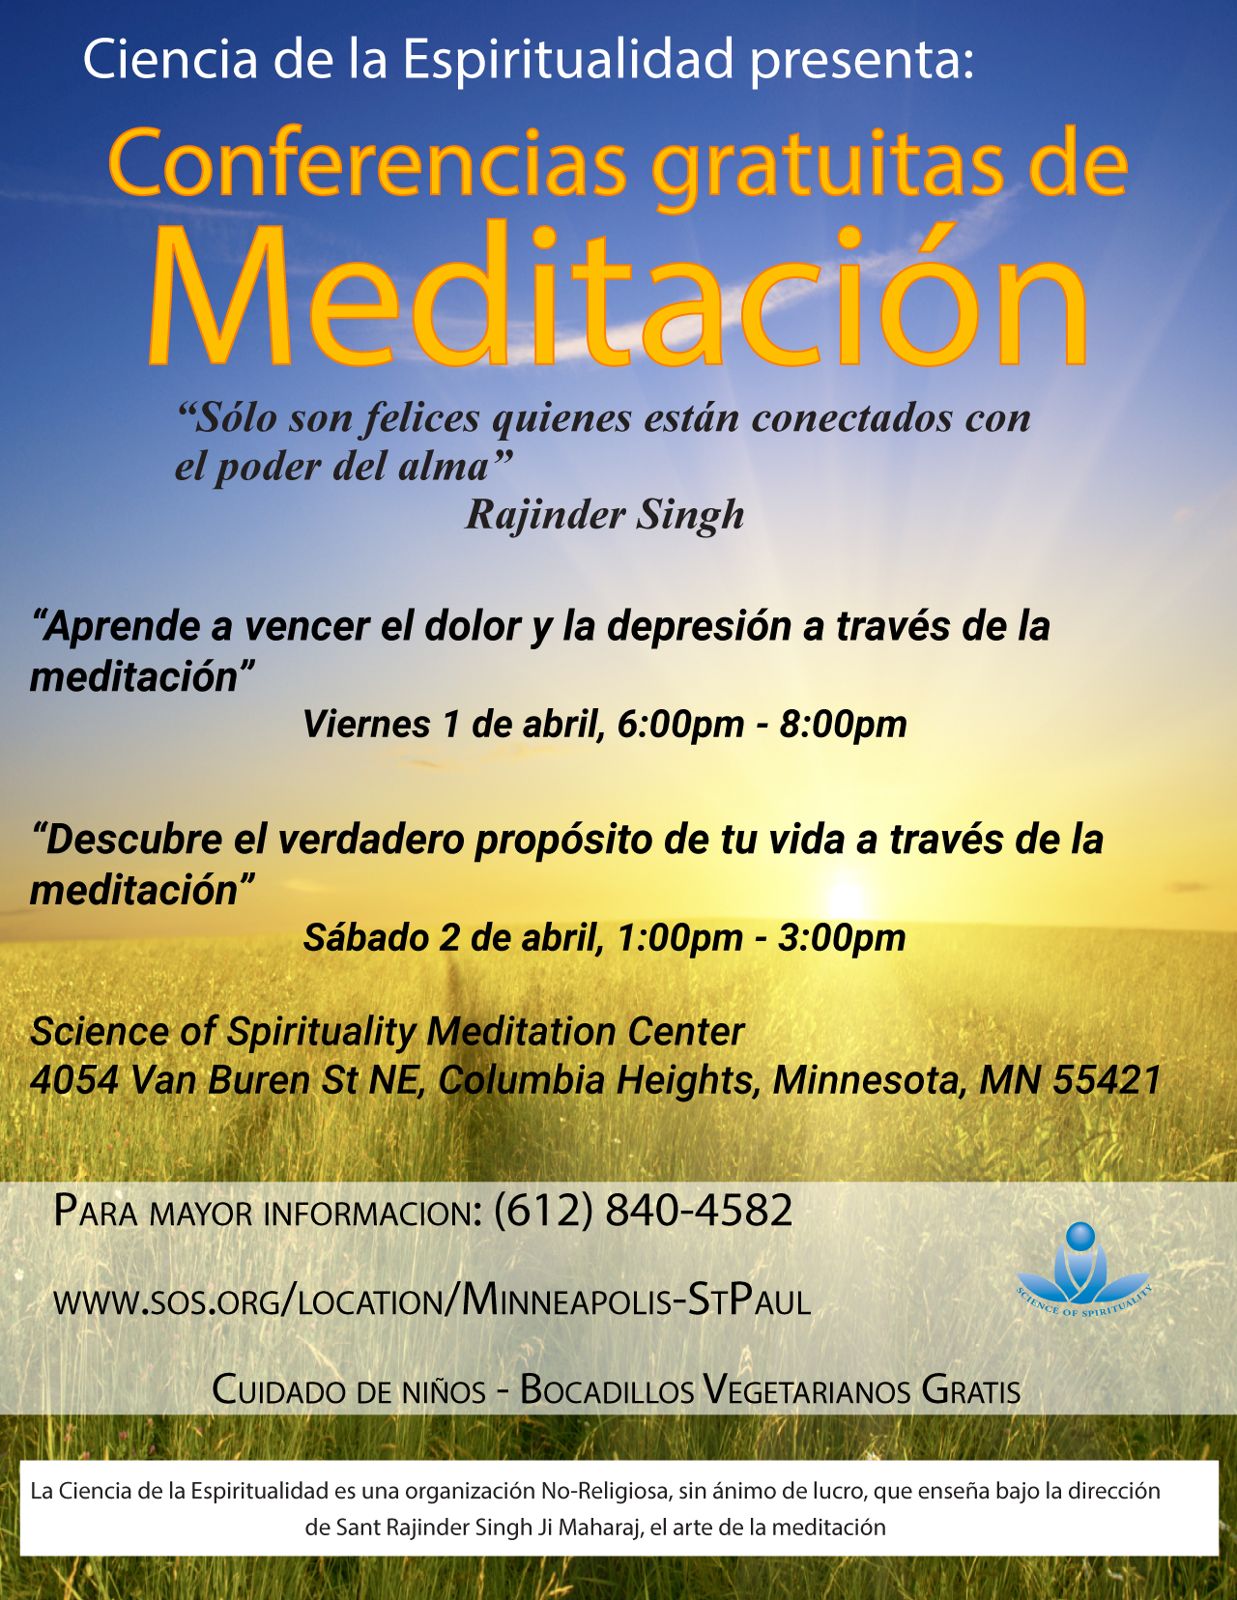 Ciencia de la Espiritualidad presenta:
Conferencias gratuitas de
Meditación
“Sólo son felices quienes están conectados con
el poder del alma”
Rajinder Singh
“Aprende a vencer el dolor y la depresión a través de la
meditación”
Viernes 1 de abril, 6:00pm - 8:00pm
“Descubre el verdadero propósito de tu vida a través de la
meditación”
Sábado 2 de abril, 1:00pm - 3:00pm
Science of Spirituality Meditation Center
4054 Van Buren St NE, Columbia Heights, Minnesota, MN 55421
Para mayor informacion: (612) 840-4582
www.sos.org/location/Minneapolis-StPaul
SCIENCE OF SPIRITUALITY
Cuidado de niños - Bocadillos Vegetarianos Gratis
La Ciencia de la Espiritualidad es una organización No-Religiosa, sin ánimo de lucro, que enseña bajo la dirección
de Sant Rajinder Singh Ji Maharaj, el arte de la meditación